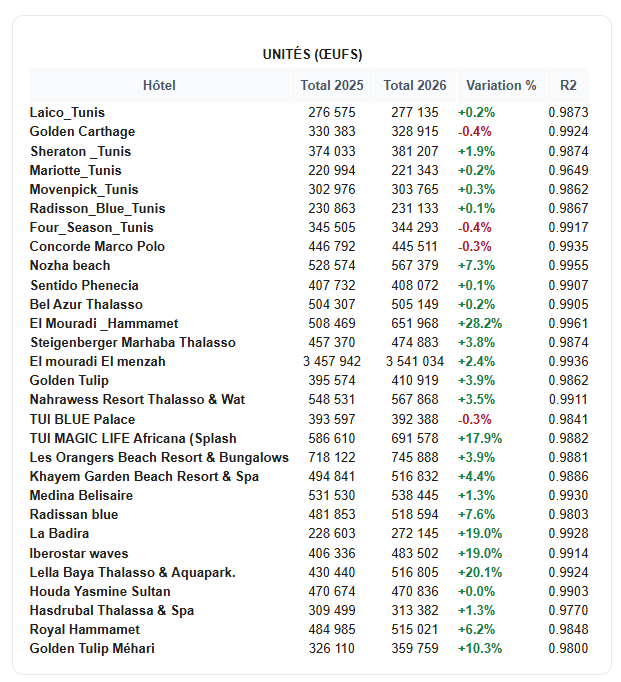 UNITÉS (ŒUFS)
Hôtel Total 2025 Total 2026 Variation % R2
Laico_Tunis 276 575 277 135 +0.2% 0.9873
Golden Carthage 330 383 328 915 -0.4% 0.9924
Sheraton _Tunis 374 033 381 207 +1.9% 0.9874
Mariotte_Tunis 220 994 221 343 +0.2% 0.9649
Movenpick_Tunis 302 976 303 765 +0.3% 0.9862
Radisson_Blue_Tunis 230 863 231 133 +0.1% 0.9867
Four_Season_Tunis 345 505 344 293 -0.4% 0.9917
Concorde Marco Polo 446 792 445 511 -0.3% 0.9935
Nozha beach 528 574 567 379 +7.3% 0.9955
Sentido Phenecia 407 732 408 072 +0.1% 0.9907
Bel Azur Thalasso 504 307 505 149 +0.2% 0.9905
El Mouradi _Hammamet 508 469 651 968 +28.2% 0.9961
Steigenberger Marhaba Thalasso 457 370 474 883 +3.8% 0.9874
El mouradi El menzah 3 457 942 3 541 034 +2.4% 0.9936
Golden Tulip 395 574 410 919 +3.9% 0.9862
Nahrawess Resort Thalasso & Wat 548 531 567 868 +3.5% 0.9911
TUI BLUE Palace 393 597 392 388 -0.3% 0.9841
TUI MAGIC LIFE Africana (Splash 586 610 691 578 +17.9% 0.9882
Les Orangers Beach Resort & Bungalows 718 122 745 888 +3.9% 0.9881
Khayem Garden Beach Resort & Spa 494 841 516 832 +4.4% 0.9886
Medina Belisaire 531 530 538 445 +1.3% 0.9930
Radissan blue 481 853 518 594 +7.6% 0.9803
La Badira 228 603 272 145 +19.0% 0.9928
Iberostar waves 406 336 483 502 +19.0% 0.9914
Lella Baya Thalasso & Aquapark. 430 440 516 805 +20.1% 0.9924
Houda Yasmine Sultan 470 674 470 836 +0.0% 0.9903
Hasdrubal Thalassa & Spa 309 499 313 382 +1.3% 0.9770
Royal Hammamet 484 985 515 021 +6.2% 0.9848
Golden Tulip Méhari 326 110 359 759 +10.3% 0.9800